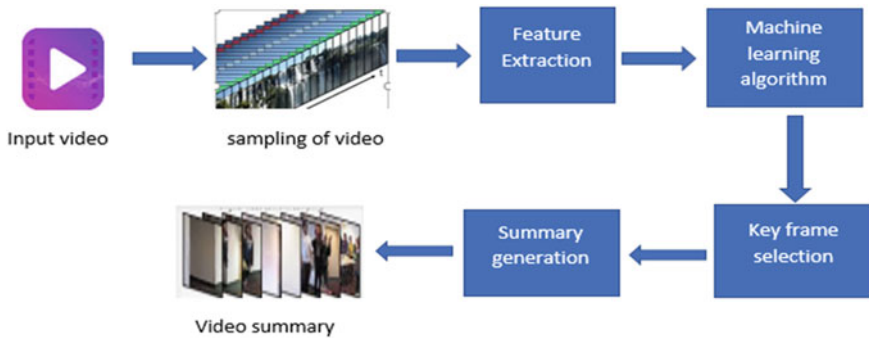 Input video
t
sampling of video
Feature
Extraction
Machine
learning
algorithm
Key frame
selection
Summary
generation
Video summary